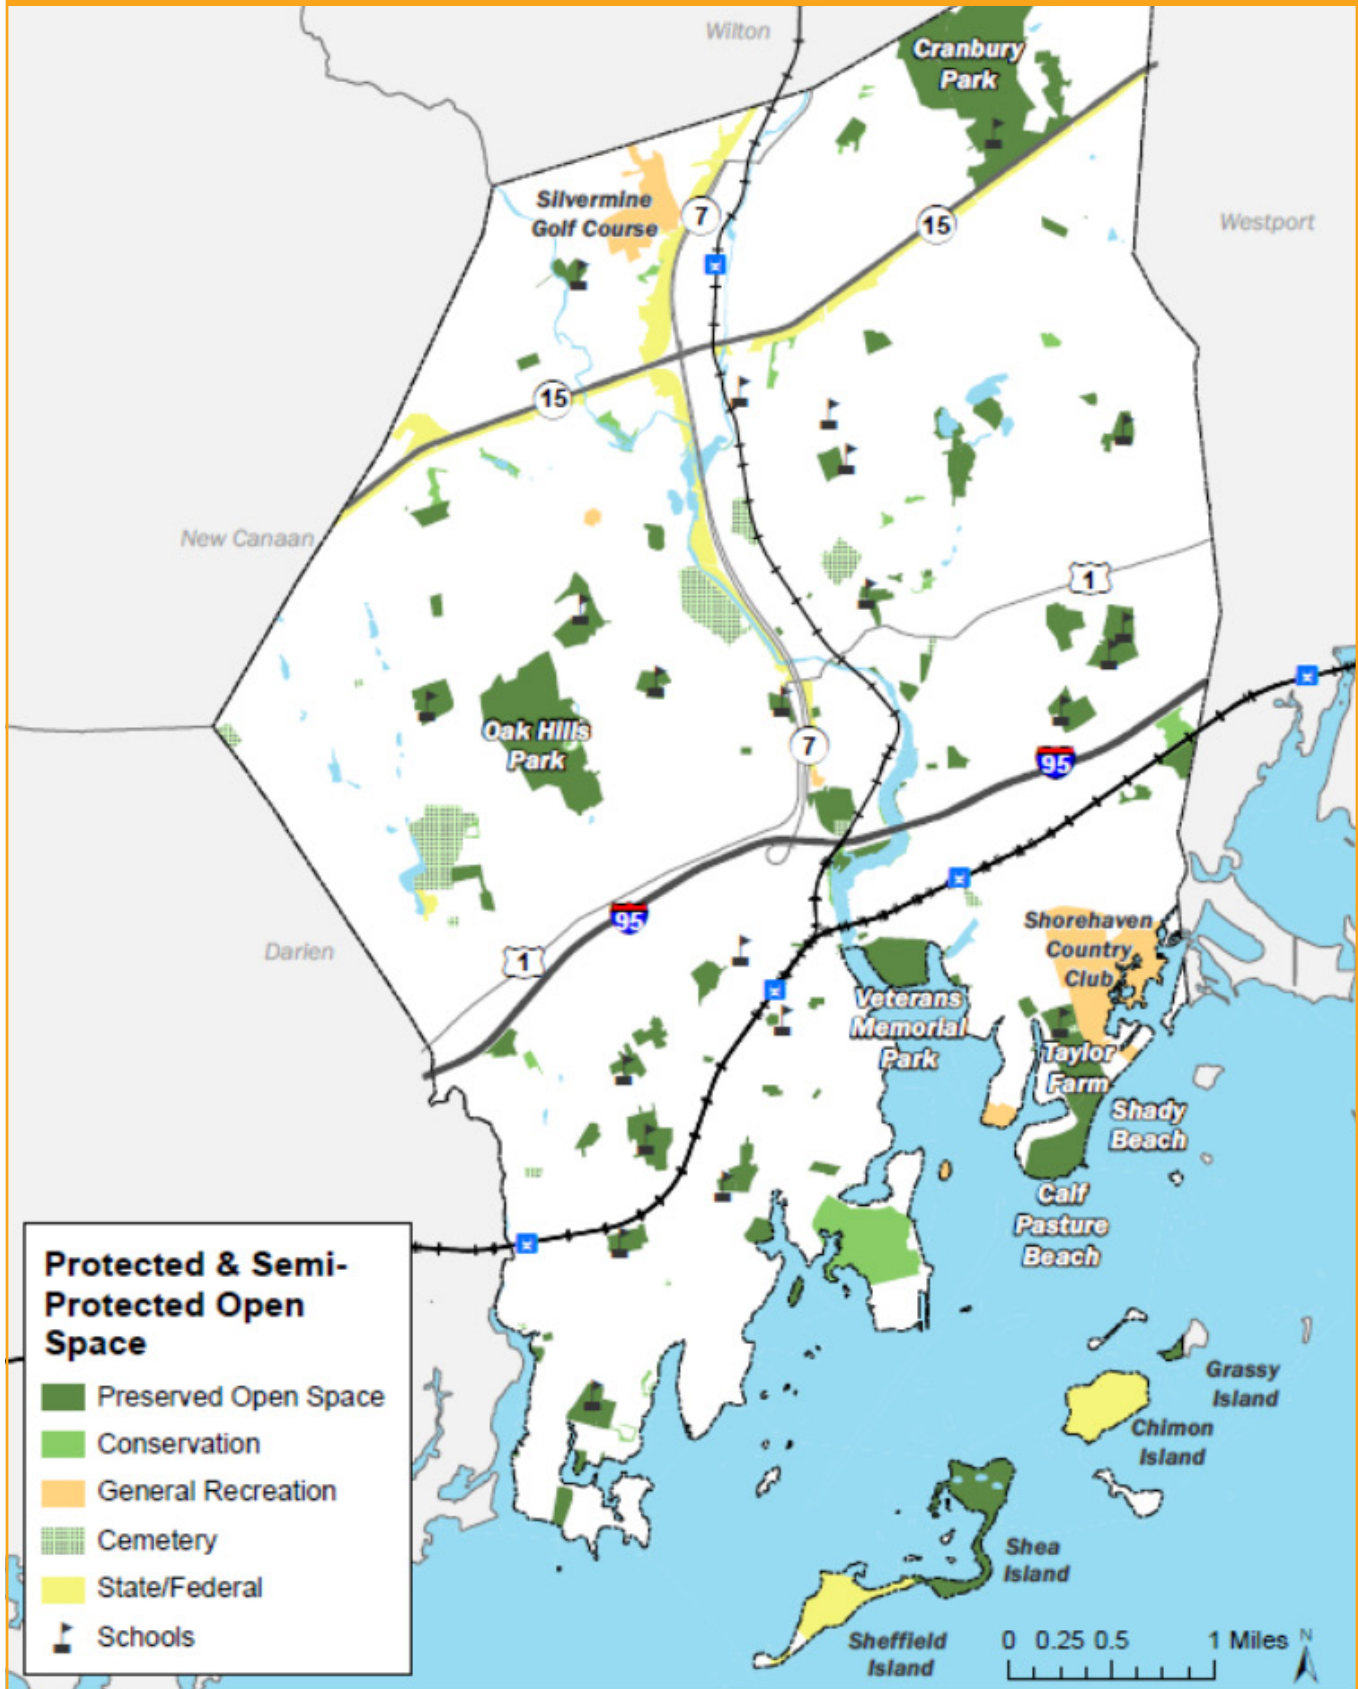 Wilton
Cranbury
Park
Silvermine
Golf Course
7
15
Westport
15
New Canaan
1
Oak Hills
Park
7
95
95
Darien
1
Shorehaven
Country
Club
Veterans
Memorial
Park
Taylor
Farm
Shady
Beach
Calf
Pasture
Beach
Grassy
Island
Chimon
Island
Shea
Island
Sheffield
Island
Protected & Semi-
Protected Open
Space
Preserved Open Space
Conservation
General Recreation
Cemetery
State/Federal
Schools
0 0.25 0.5 1 Miles
N